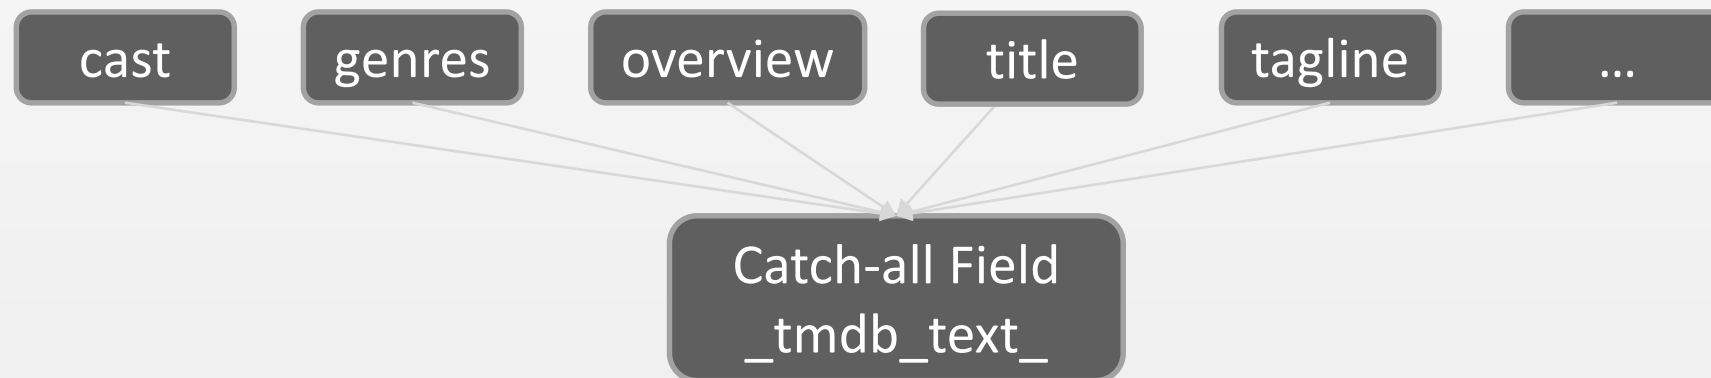 cast
genres
overview
title
tagline
...
Catch-all Field
_tmdb_text_